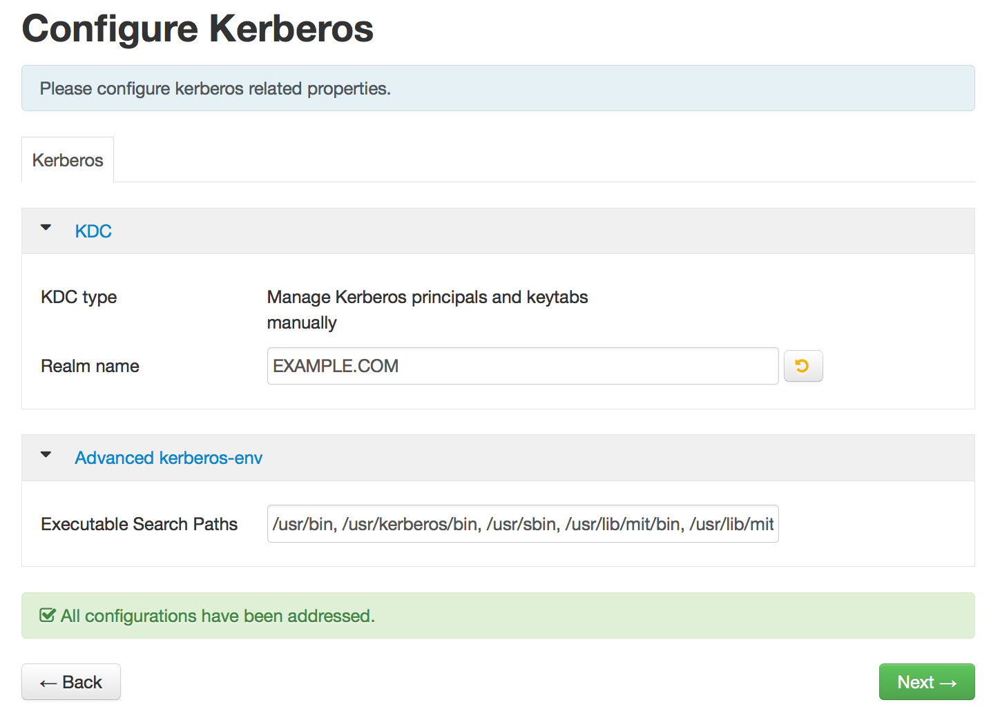 Configure Kerberos
Please configure kerberos related properties.
Kerberos
KDC
KDC type
Manage Kerberos principals and keytabs
manually
Realm name
EXAMPLE.COM
Advanced kerberos-env
Executable Search Paths
/usr/bin, /usr/kerberos/bin, /usr/sbin, /usr/lib/mit/bin, /usr/lib/mit
All configurations have been addressed.
← Back
Next →